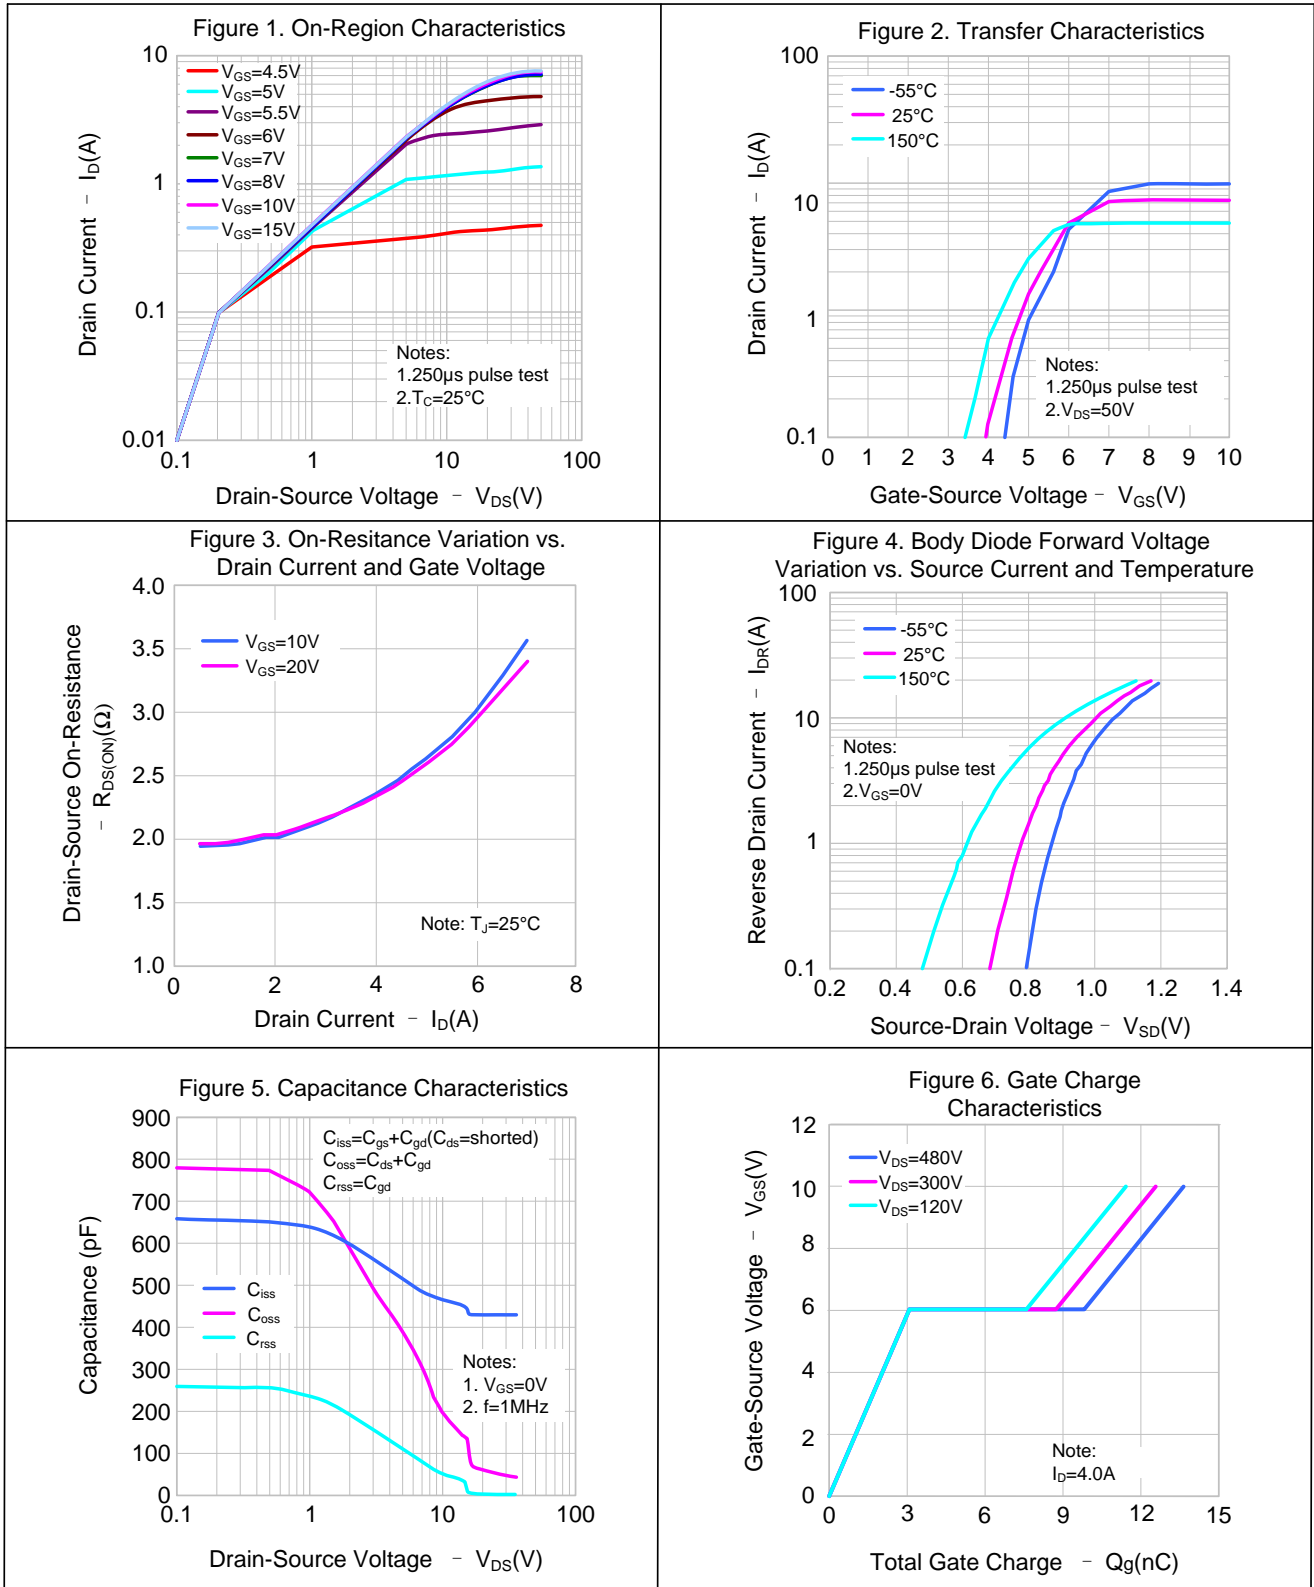 Figure 1. On-Region Characteristics
10
1
0.1
0.01
Drain Current － ID(A)
VGS=4.5V
VGS=5V
VGS=5.5V
VGS=6V
VGS=7V
VGS=8V
VGS=10V
VGS=15V
Notes:
1.250µs pulse test
2.TC=25°C
0.1 1 10 100
Drain-Source Voltage － VDS(V)
Figure 2. Transfer Characteristics
100
10
1
0.1
Drain Current － ID(A)
-55°C
25°C
150°C
Notes:
1.250µs pulse test
2.VDS=50V
0 1 2 3 4 5 6 7 8 9 10
Gate-Source Voltage － VGS(V)
Figure 3. On-Resitance Variation vs.
Drain Current and Gate Voltage
4.0
3.5
3.0
2.5
2.0
1.5
1.0
Drain-Source On-Resistance
－ RDS(ON)(Ω)
VGS=10V
VGS=20V
Note: TJ=25°C
0 2 4 6 8
Drain Current － ID(A)
Figure 4. Body Diode Forward Voltage
Variation vs. Source Current and Temperature
100
10
1
0.1
Reverse Drain Current － IDR(A)
-55°C
25°C
150°C
Notes:
1.250µs pulse test
2.VGS=0V
0.2 0.4 0.6 0.8 1.0 1.2 1.4
Source-Drain Voltage － VSD(V)
Figure 5. Capacitance Characteristics
900
800
700
600
500
400
300
200
100
0
Capacitance (pF)
Ciss=Cgs+Cgd(Cds=shorted)
Coss=Cds+Cgd
Crss=Cgd
Ciss
Coss
Crss
Notes:
1. VGS=0V
2. f=1MHz
0.1 1 10 100
Drain-Source Voltage － VDS(V)
Figure 6. Gate Charge
Characteristics
12
10
8
6
4
2
0
Gate-Source Voltage － VGS(V)
VDS=480V
VDS=300V
VDS=120V
Note:
ID=4.0A
0 3 6 9 12 15
Total Gate Charge － Qg(nC)